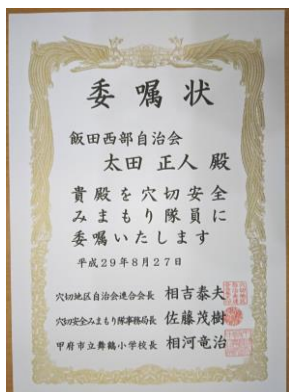 委嘱状
飯田西部自治会
太田 正人 殿
貴殿を穴切安全
みまもり隊員に
委嘱いたします
平成29年8月27日
穴切地区自治会連合会長 相吉泰夫
穴切安全みまもり隊事務局長 佐藤茂樹
甲府市立舞鶴小学校長 相河竜治